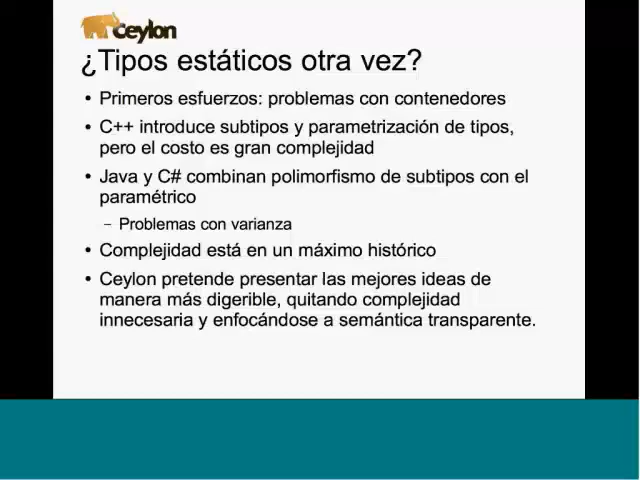 Ceylon
¿Tipos estáticos otra vez?
• Primeros esfuerzos: problemas con contenedores
• C++ introduce subtipos y parametrización de tipos,
pero el costo es gran complejidad
• Java y C# combinan polimorfismo de subtipos con el
paramétrico
– Problemas con varianza
• Complejidad está en un máximo histórico
• Ceylon pretende presentar las mejores ideas de
manera más digerible, quitando complejidad
innecesaria y enfocándose a semántica transparente.